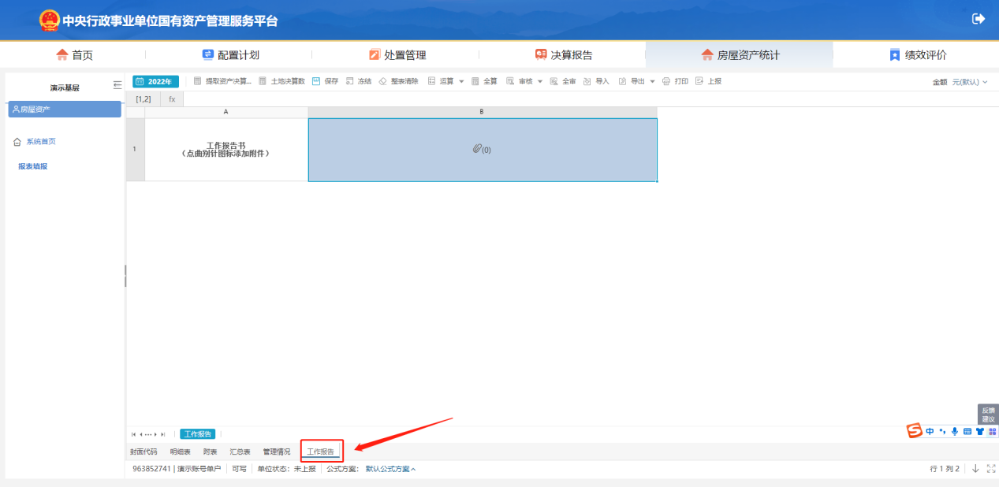 中央行政事业单位国有资产管理服务平台
首页 配置计划 处置管理 决算报告 房屋资产统计 绩效评价
演示基层
2022年 提取资产决算... 土地决算数 保存 冻结 整表清除 运算 全算 审核 全审 导入 导出 打印 上报 金额 元(默认)
[1,2] fx
房屋资产
A B
系统首页
1 工作报告书
(点曲别针图标添加附件)
(0)
报表填报
反馈
建议
工作报告
中
封面代码 明细表 附表 汇总表 管理情况 工作报告
963852741 | 演示账号单户 可写 单位状态：未上报 公式方案： 默认公式方案 行 1 列 2